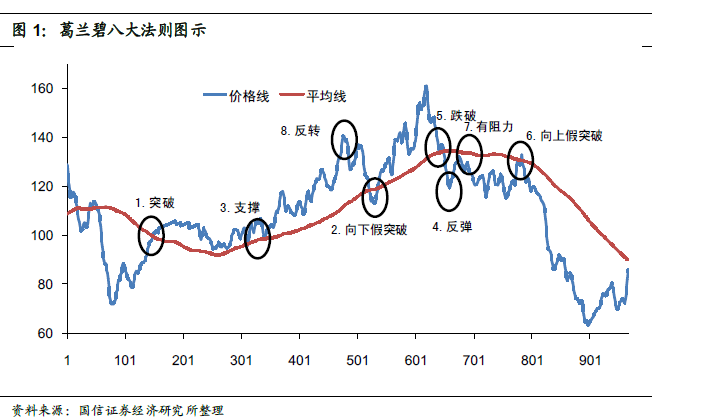 图 1：葛兰碧八大法则图示
价格线 平均线
160
140
120
100
80
60
1 101 201 301 401 501 601 701 801 901
1. 突破
3. 支撑
8. 反转
2. 向下假突破
5. 跌破
7. 有阻力
4. 反弹
6. 向上假突破
资料来源：国信证券经济研究所整理